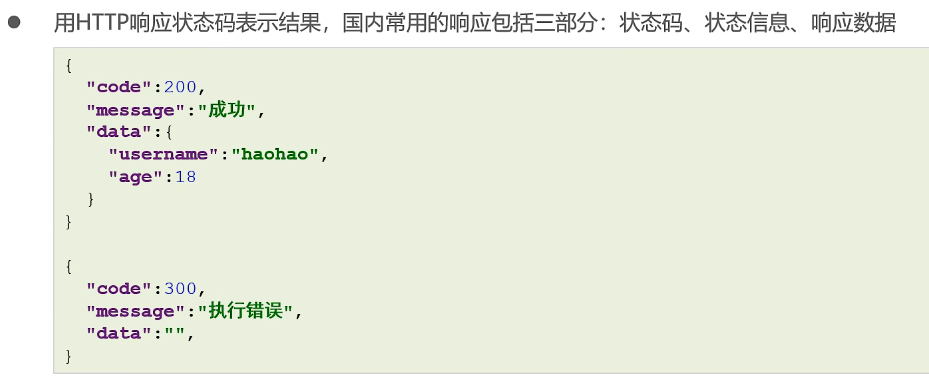 用HTTP响应状态码表示结果，国内常用的响应包括三部分：状态码、状态信息、响应数据
{
  "code":200,
  "message":"成功",
  "data":{
    "username":"haohao",
    "age":18
  }
}
{
  "code":300,
  "message":"执行错误",
  "data":"",
}